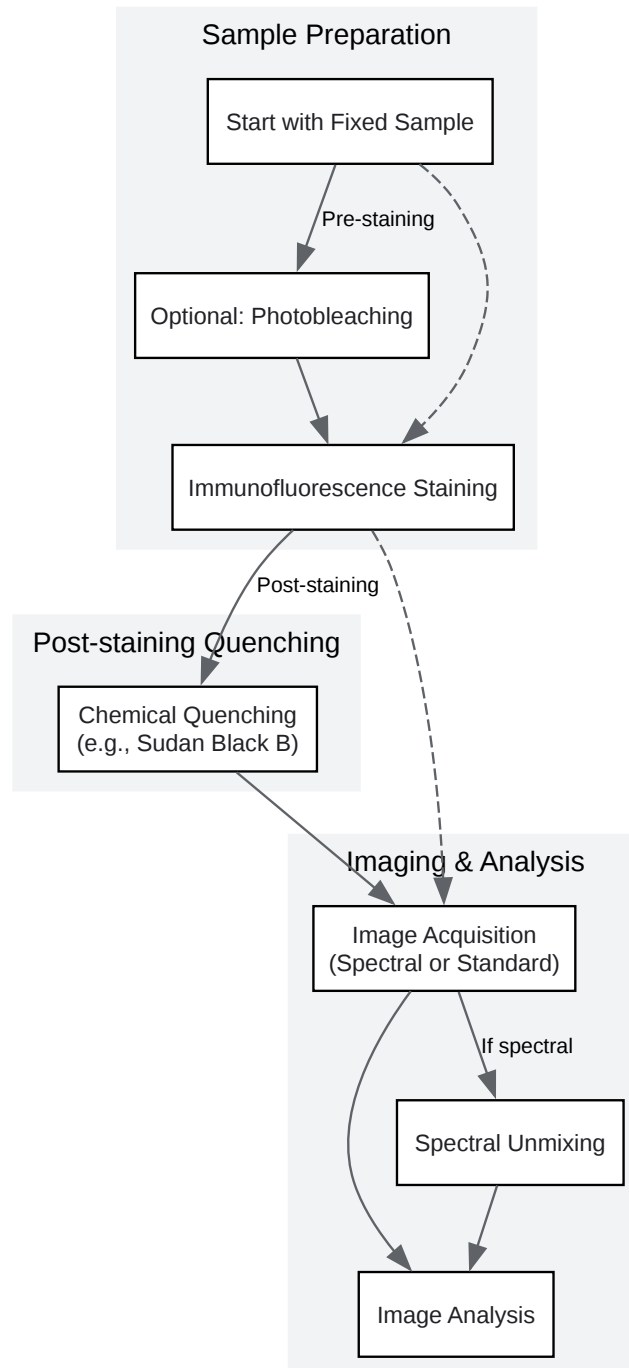 Sample Preparation
Start with Fixed Sample
Pre-staining
Optional: Photobleaching
Immunofluorescence Staining
Post-staining
Post-staining Quenching
Chemical Quenching
(e.g., Sudan Black B)
Imaging & Analysis
Image Acquisition
(Spectral or Standard)
If spectral
Spectral Unmixing
Image Analysis